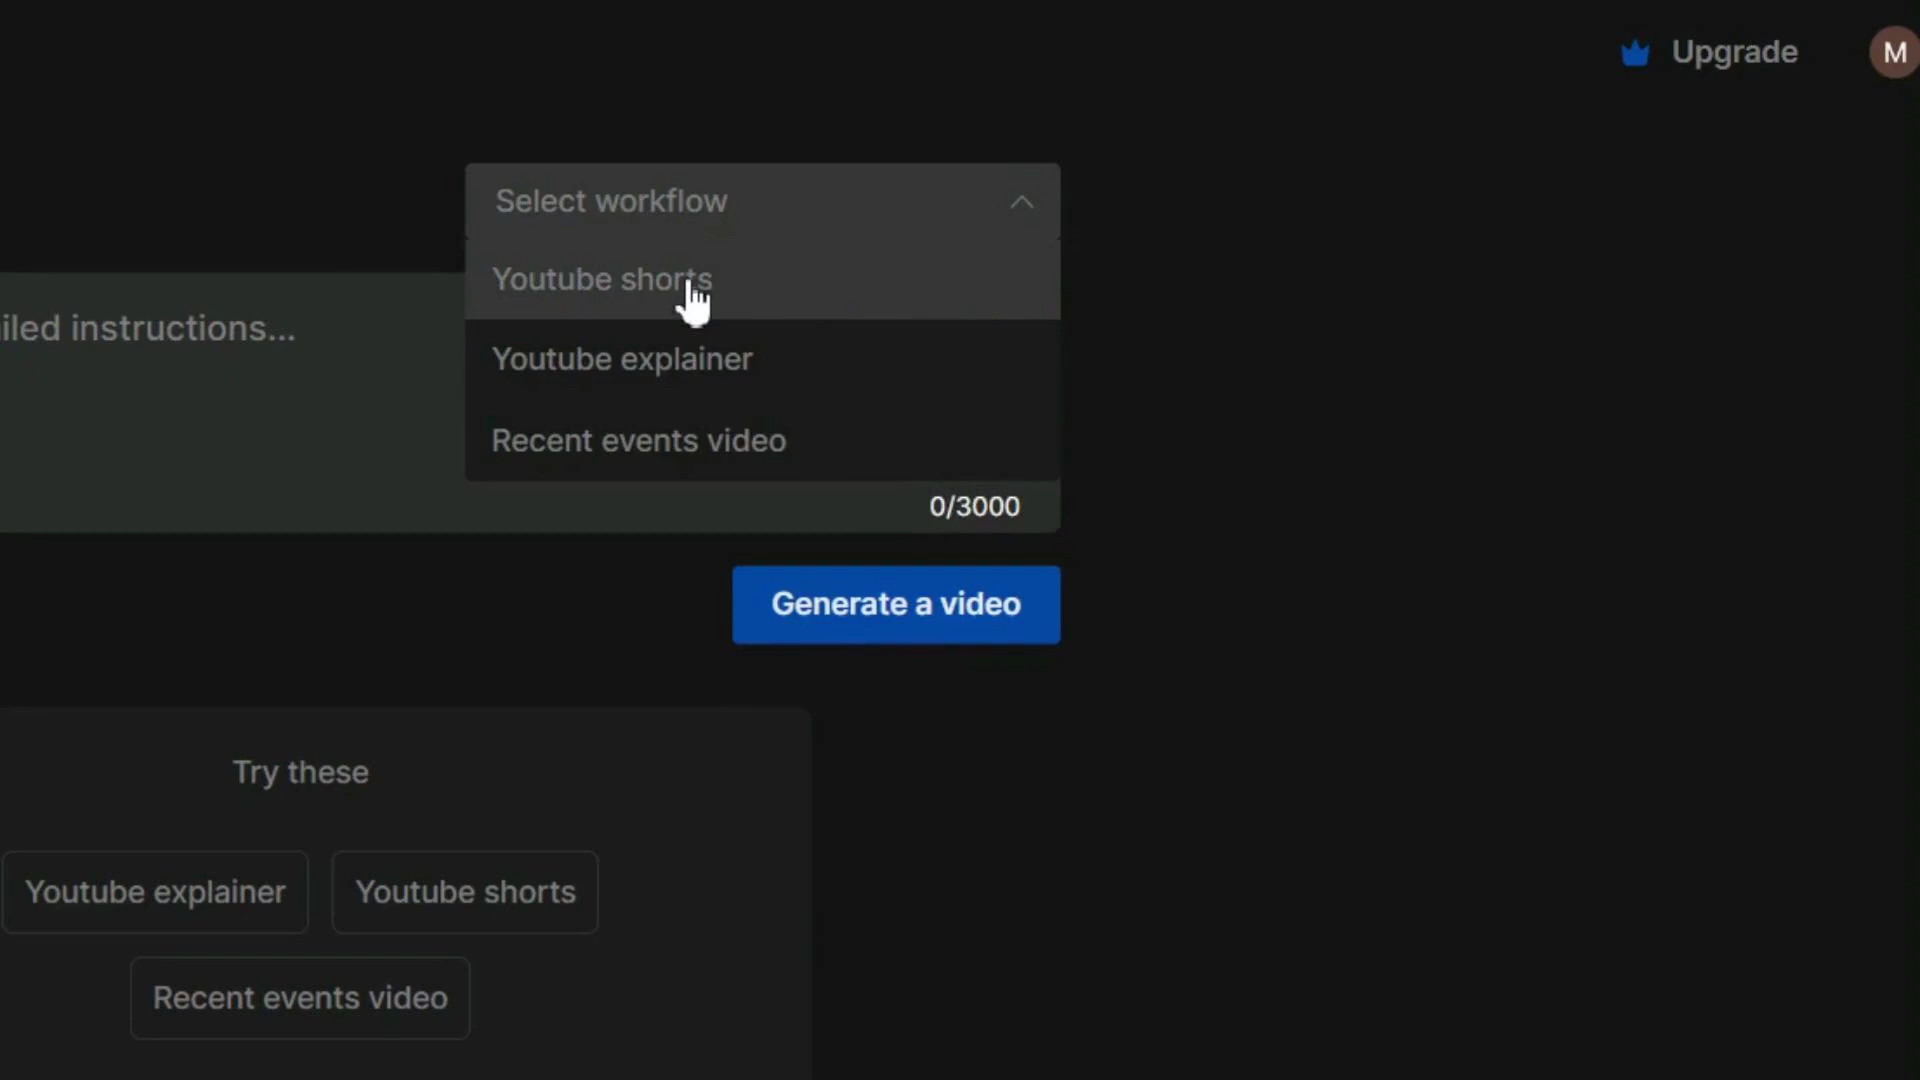 Upgrade
M
Select workflow
Youtube shorts
iled instructions...
Youtube explainer
Recent events video
0/3000
Generate a video
Try these
Youtube explainer
Youtube shorts
Recent events video